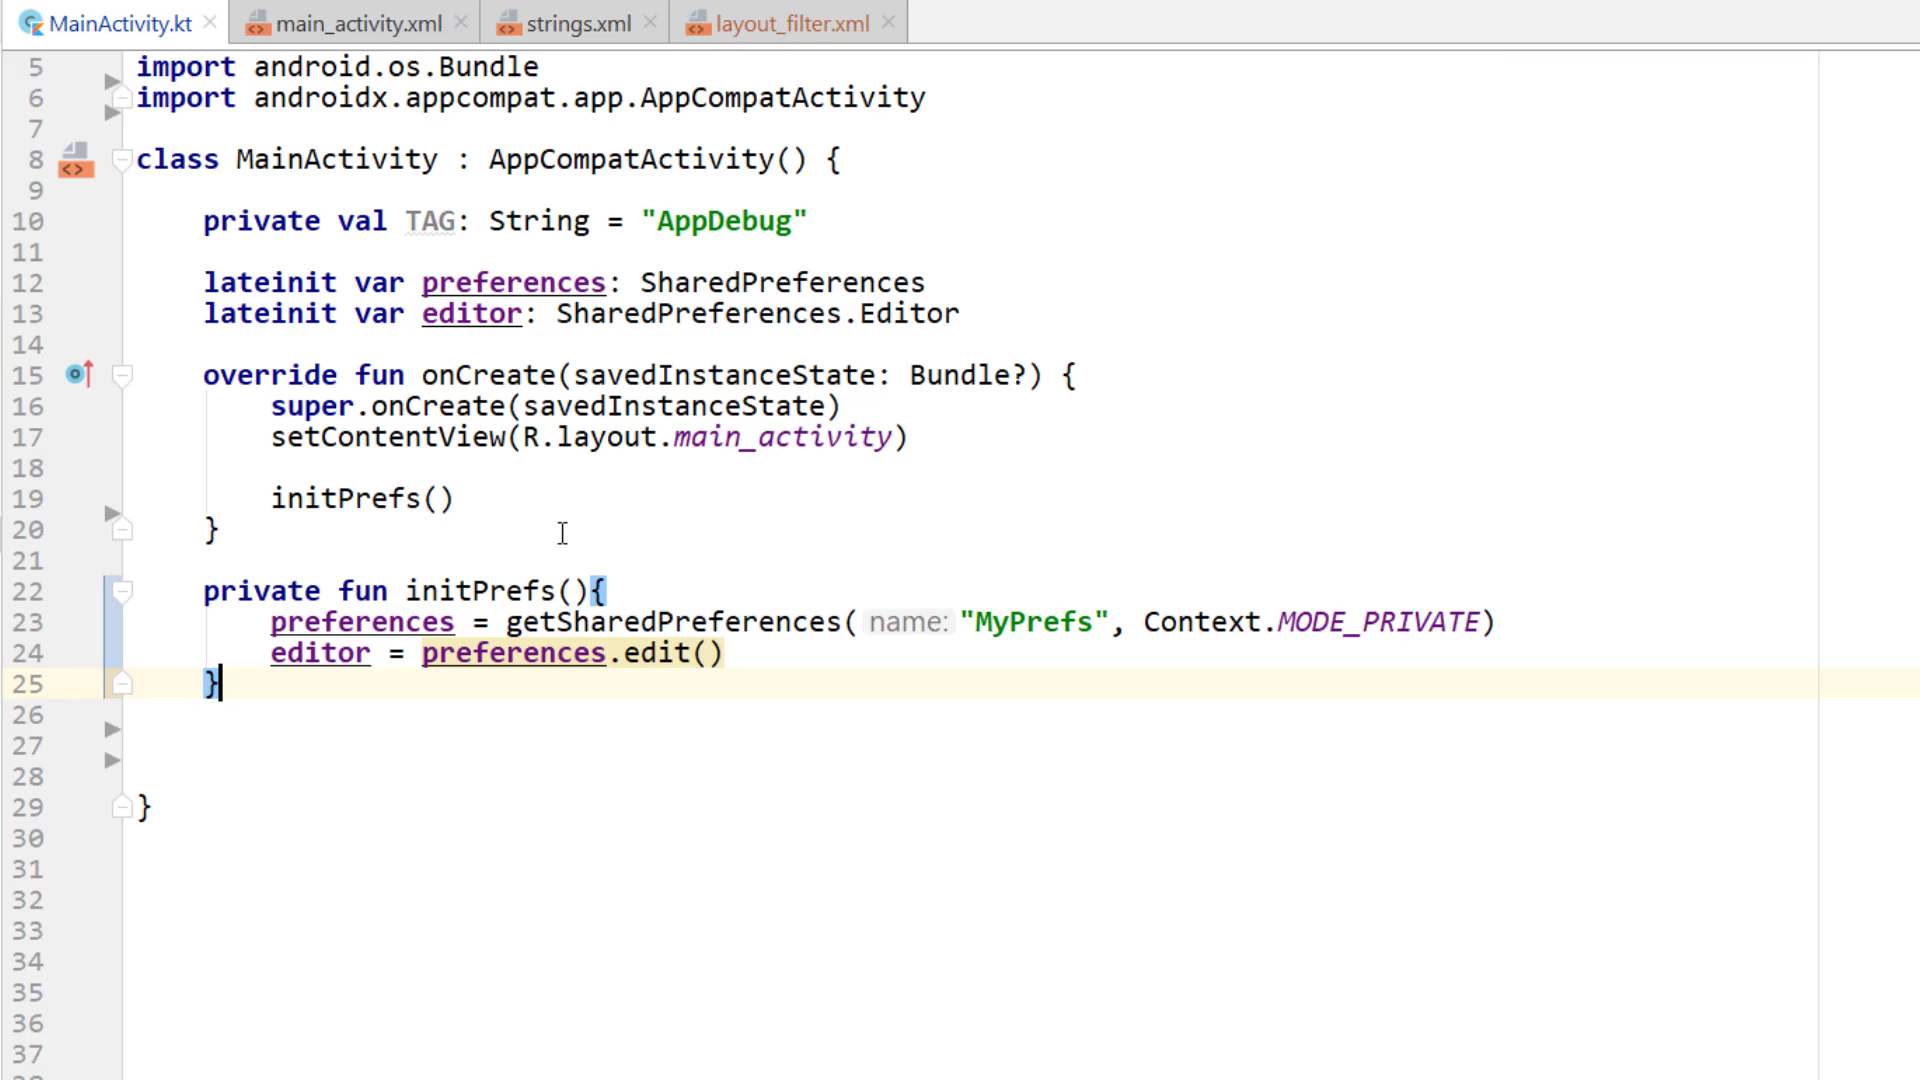 MainActivity.kt main_activity.xml strings.xml layout_filter.xml
5 import android.os.Bundle
6 import androidx.appcompat.app.AppCompatActivity
7
8 class MainActivity : AppCompatActivity() {
9
10 private val TAG: String = "AppDebug"
11
12 lateinit var preferences: SharedPreferences
13 lateinit var editor: SharedPreferences.Editor
14
15 override fun onCreate(savedInstanceState: Bundle?) {
16 super.onCreate(savedInstanceState)
17 setContentView(R.layout.main_activity)
18
19 initPrefs()
20 }
21
22 private fun initPrefs(){
23 preferences = getSharedPreferences( name: "MyPrefs", Context.MODE_PRIVATE)
24 editor = preferences.edit()
25 }
26
27
28
29 }
30
31
32
33
34
35
36
37